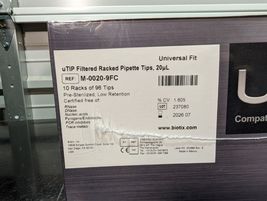 Universal Fit
uTIP Filtered Racked Pipette Tips, 20µL
REF M-0020-9FC
10 Racks of 96 Tips
Pre-Sterilized, Low Retention
Certified free of:
DNase
RNase
Nucleic acids
Pyrogens/Endotoxins
PCR inhibitors
Trace metals
% CV 1.605
LOT 237080
2026 07
www.biotix.com
u
Compati